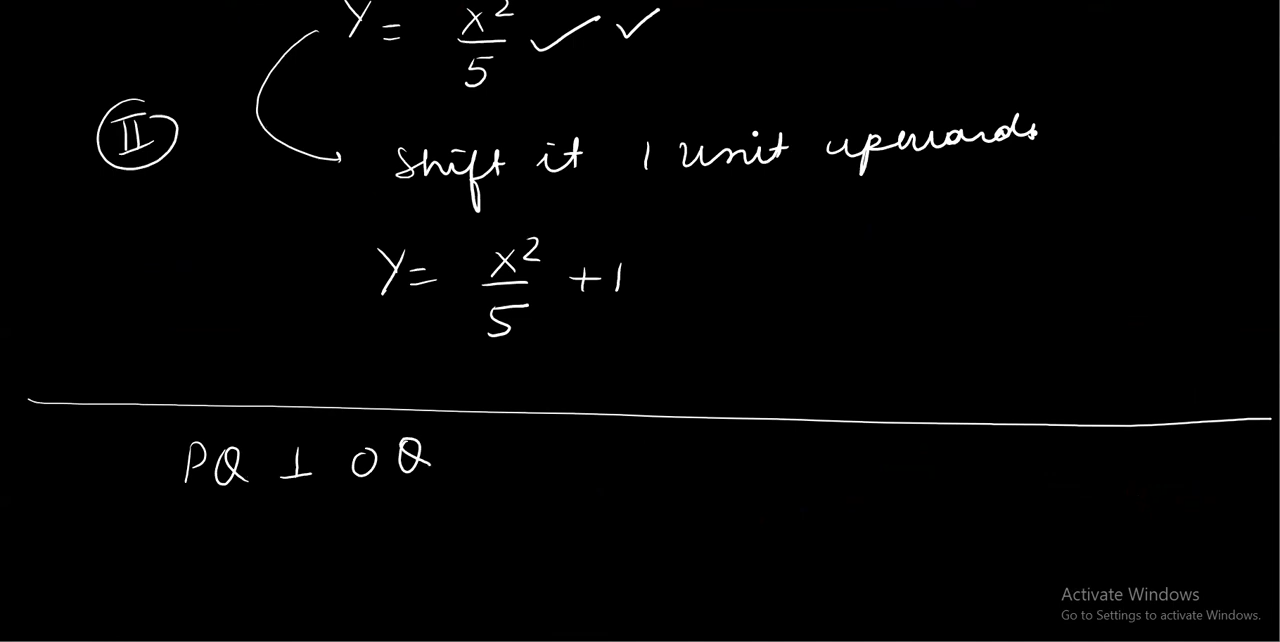 Y = x²/5 ✓ ✓
II shift it 1 unit upwards
Y = x²/5 + 1
PQ ⊥ OQ
Activate Windows
Go to Settings to activate Windows.